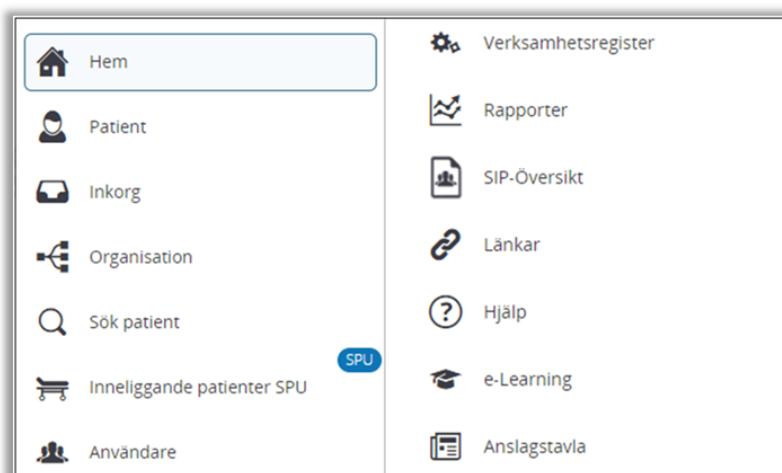 Hem
Patient
Inkorg
Organisation
Sök patient
SPU
Inneliggande patienter SPU
Användare
Verksamhetsregister
Rapporter
SIP-Översikt
Länkar
Hjälp
e-Learning
Anslagstavla